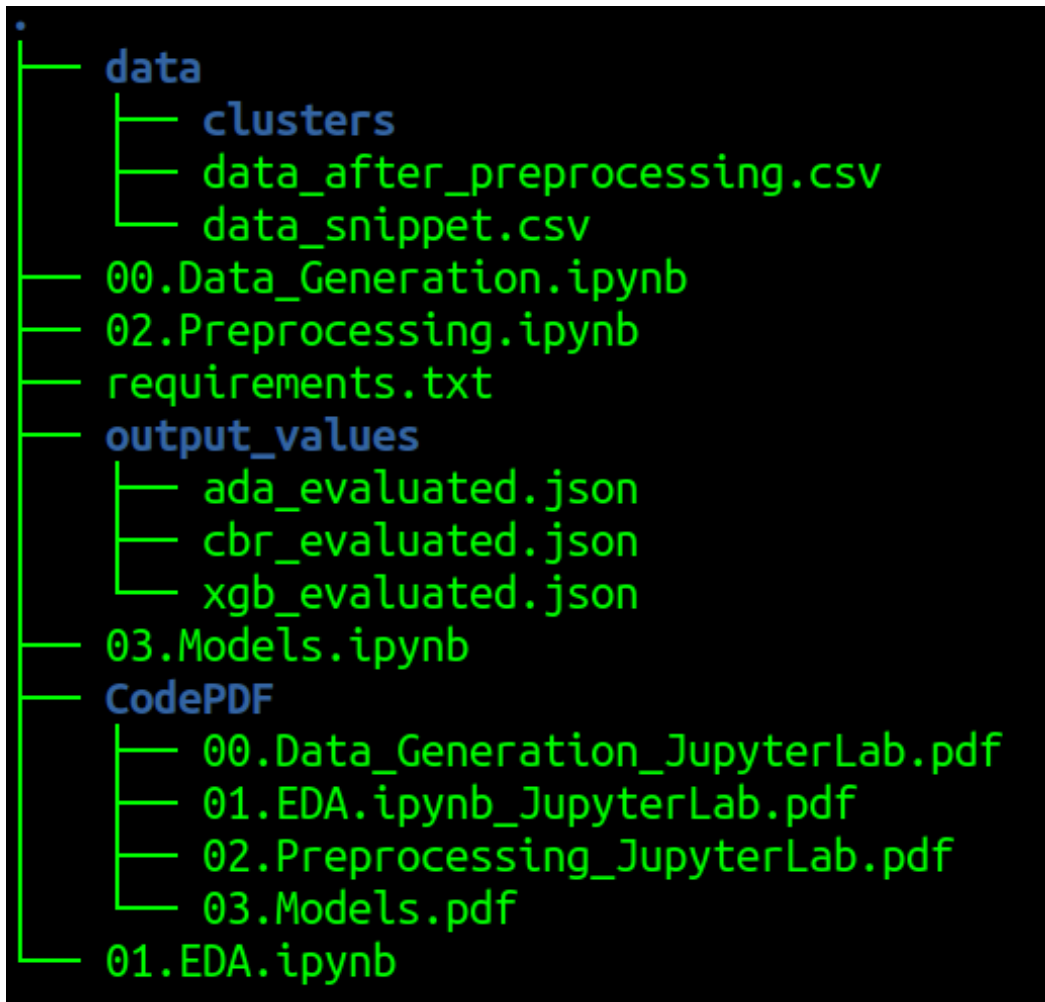 .
├── data
│   ├── clusters
│   ├── data_after_preprocessing.csv
│   └── data_snippet.csv
├── 00.Data_Generation.ipynb
├── 02.Preprocessing.ipynb
├── requirements.txt
├── output_values
│   ├── ada_evaluated.json
│   ├── cbr_evaluated.json
│   └── xgb_evaluated.json
├── 03.Models.ipynb
├── CodePDF
│   ├── 00.Data_Generation_JupyterLab.pdf
│   ├── 01.EDA.ipynb_JupyterLab.pdf
│   ├── 02.Preprocessing_JupyterLab.pdf
│   └── 03.Models.pdf
└── 01.EDA.ipynb